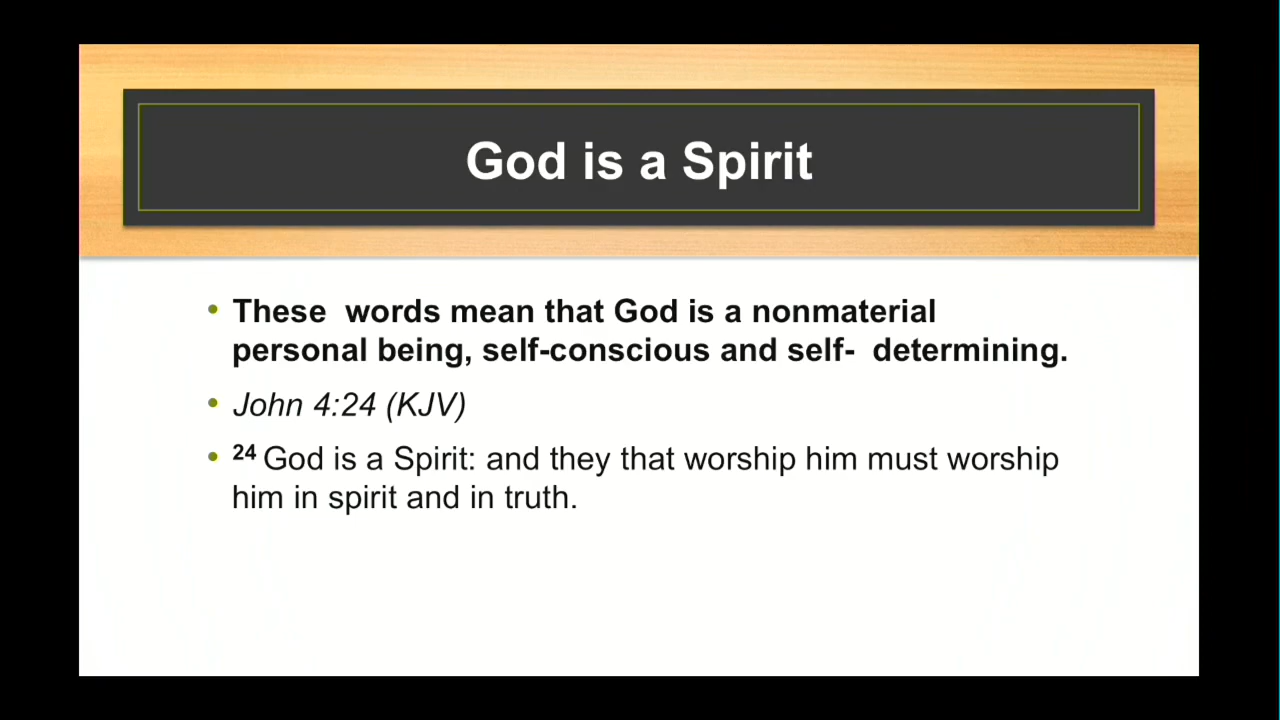 God is a Spirit
• These  words mean that God is a nonmaterial
personal being, self-conscious and self-  determining.
• John 4:24 (KJV)
• 24 God is a Spirit: and they that worship him must worship
him in spirit and in truth.